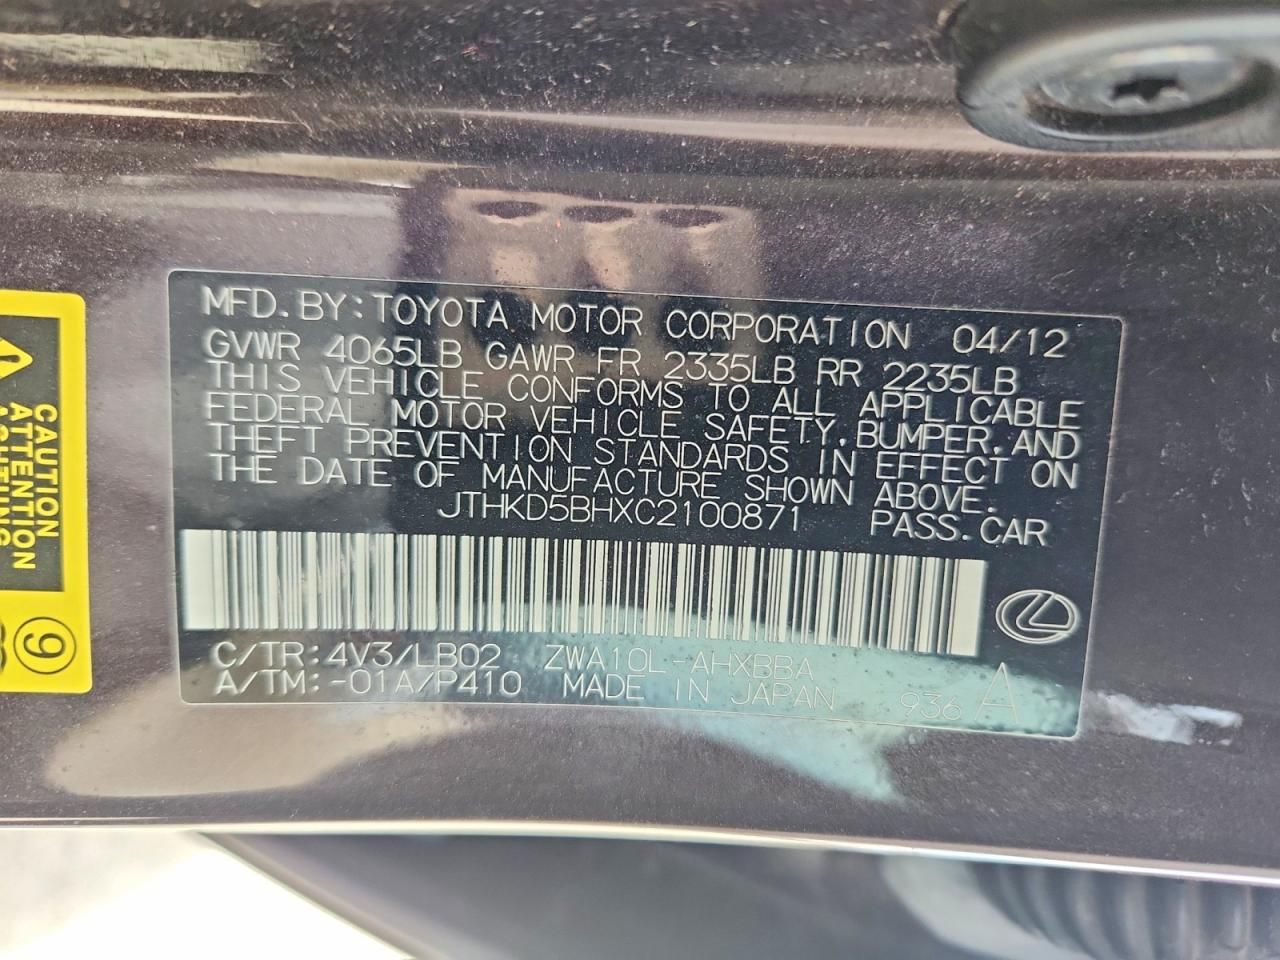 MFD.BY:TOYOTA MOTOR CORPORATION 04/12
GVWR 4065LB GAWR FR 2335LB RR 2235LB
THIS VEHICLE CONFORMS TO ALL APPLICABLE
FEDERAL MOTOR VEHICLE SAFETY,BUMPER,AND
THEFT PREVENTION STANDARDS IN EFFECT ON
THE DATE OF MANUFACTURE SHOWN ABOVE.
JTHKD5BHXC2100871 PASS.CAR
C/TR:4V3/LB02 ZWA10L-AHXBBA
A/TM:-01A/P410 MADE IN JAPAN 936 A
CAUTION
ATTENTION
ACHTUNG
9